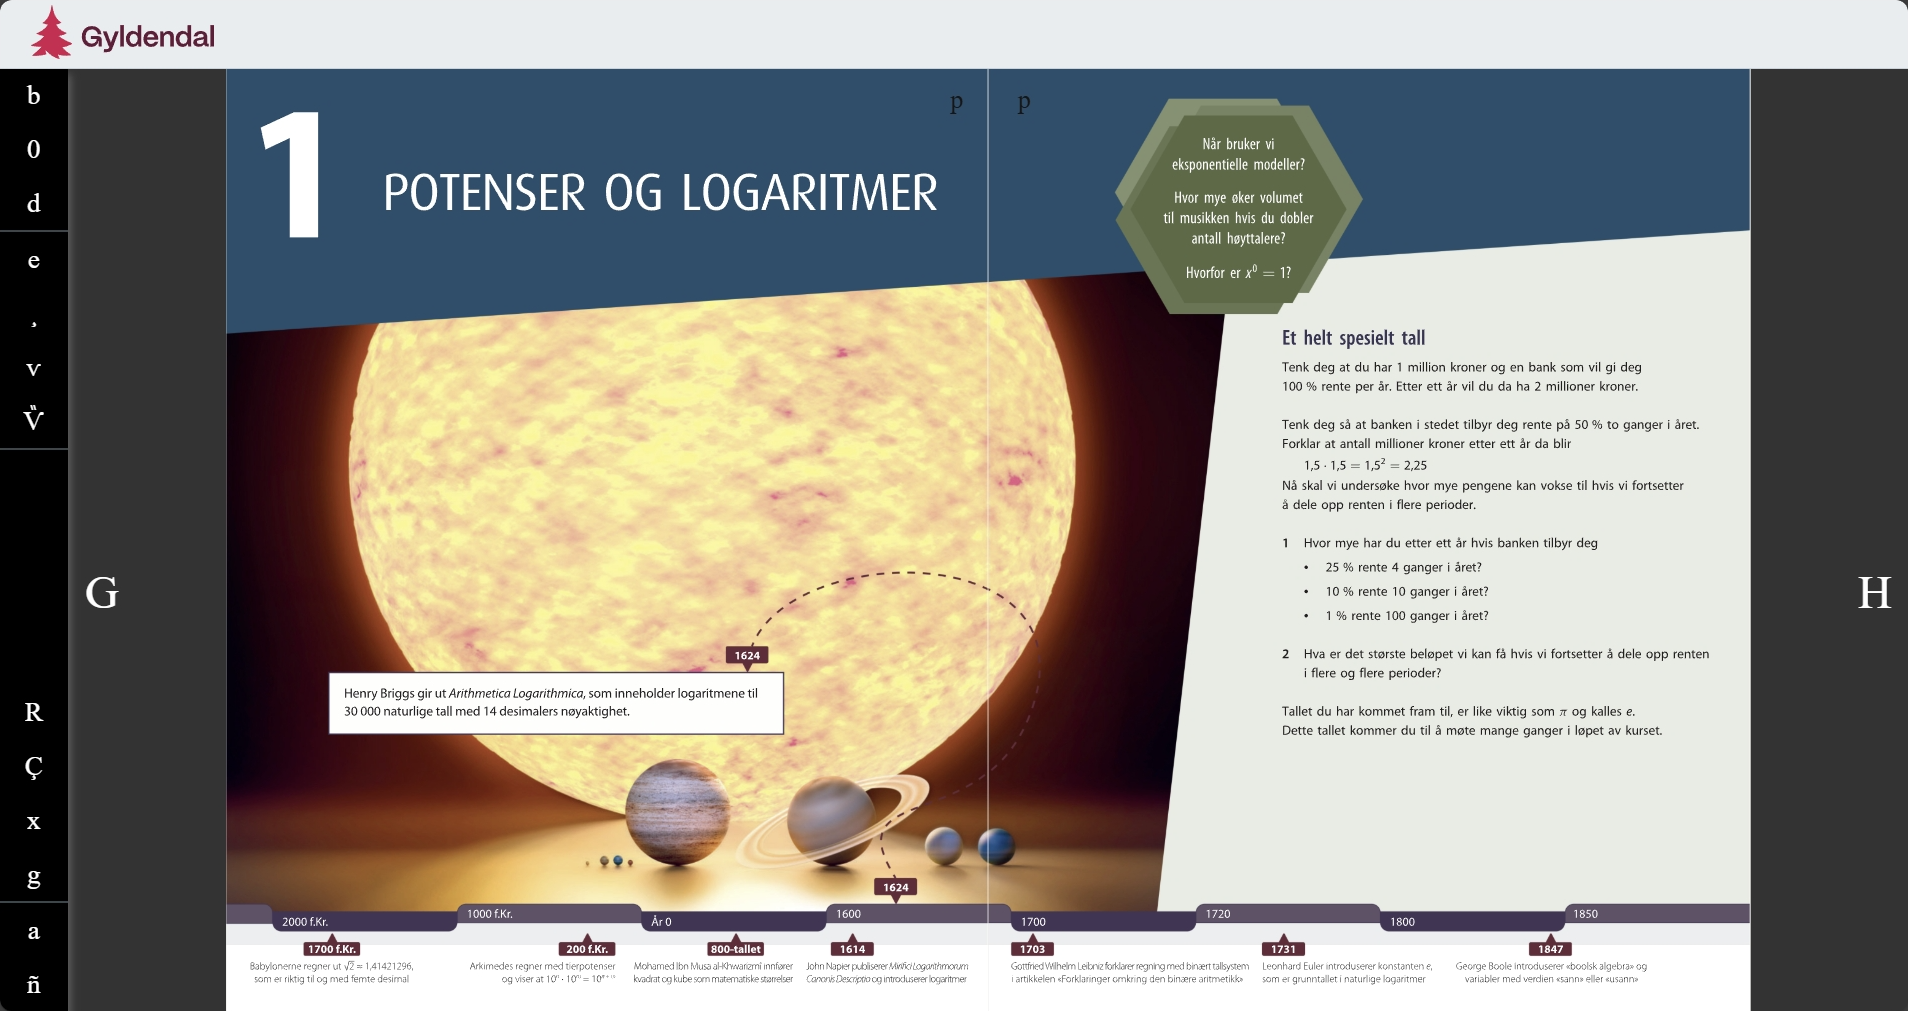 Gyldendal
b
0
d
e
¸
v
Ṽ
R
Ç
x
g
a
ñ
G
H
p
p
1
POTENSER OG LOGARITMER
Når bruker vi
eksponentielle modeller?
Hvor mye øker volumet
til musikken hvis du dobler
antall høyttalere?
Hvorfor er x⁰ = 1?
Et helt spesielt tall
Tenk deg at du har 1 million kroner og en bank som vil gi deg
100 % rente per år. Etter ett år vil du da ha 2 millioner kroner.
Tenk deg så at banken i stedet tilbyr deg rente på 50 % to ganger i året.
Forklar at antall millioner kroner etter ett år da blir
1,5 · 1,5 = 1,5² = 2,25
Nå skal vi undersøke hvor mye pengene kan vokse til hvis vi fortsetter
å dele opp renten i flere perioder.
1 Hvor mye har du etter ett år hvis banken tilbyr deg
• 25 % rente 4 ganger i året?
• 10 % rente 10 ganger i året?
• 1 % rente 100 ganger i året?
2 Hva er det største beløpet vi kan få hvis vi fortsetter å dele opp renten
i flere og flere perioder?
Tallet du har kommet fram til, er like viktig som π og kalles e.
Dette tallet kommer du til å møte mange ganger i løpet av kurset.
1624
Henry Briggs gir ut Arithmetica Logarithmica, som inneholder logaritmene til
30 000 naturlige tall med 14 desimalers nøyaktighet.
1624
2000 f.Kr.
1000 f.Kr.
År 0
1600
1700
1720
1800
1850
1700 f.Kr.
Babylonerne regner ut √2 ≈ 1,41421296,
som er riktig til og med femte desimal
200 f.Kr.
Arkimedes regner med tierpotenser
og viser at 10ᵃ · 10ᵇ = 10ᵃ⁺ᵇ
800-tallet
Mohamed Ibn Musa al-Khwarizmi innfører
kvadrat og kube som matematiske størrelser
1614
John Napier publiserer Mirifici Logarithmorum
Canonis Descriptio og introduserer logaritmer
1703
Gottfried Wilhelm Leibniz forklarer regning med binært tallsystem
i artikkelen «Forklaringer omkring den binære aritmetikk»
1731
Leonhard Euler introduserer konstanten e,
som er grunntallet i naturlige logaritmer
1847
George Boole introduserer «boolsk algebra» og
variabler med verdien «sann» eller «usann»